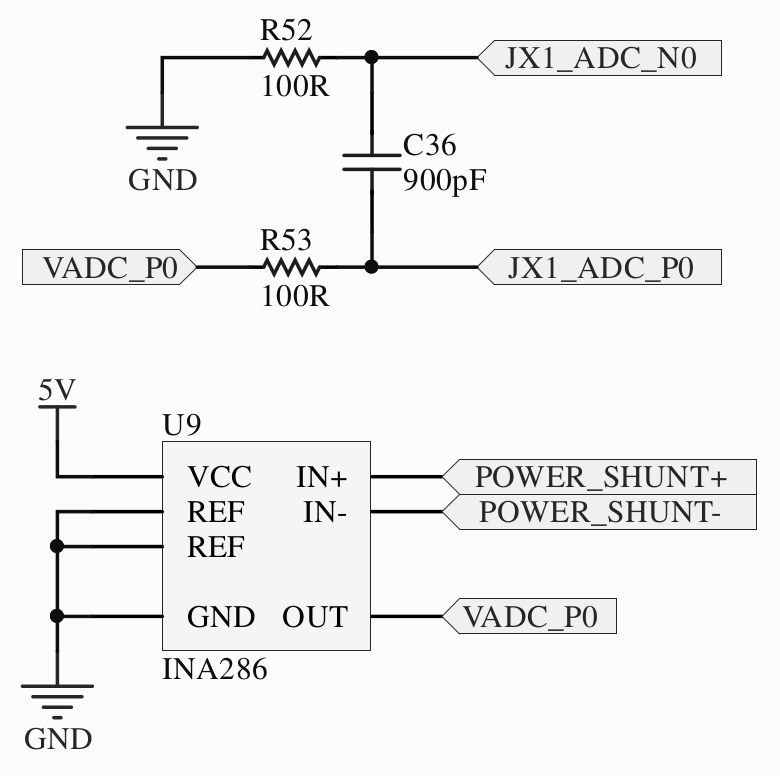 R52
100R
JX1_ADC_N0
GND
C36
900pF
VADC_P0
R53
100R
JX1_ADC_P0
5V
U9
VCC IN+
POWER_SHUNT+
REF IN-
POWER_SHUNT-
REF
GND OUT
VADC_P0
INA286
GND